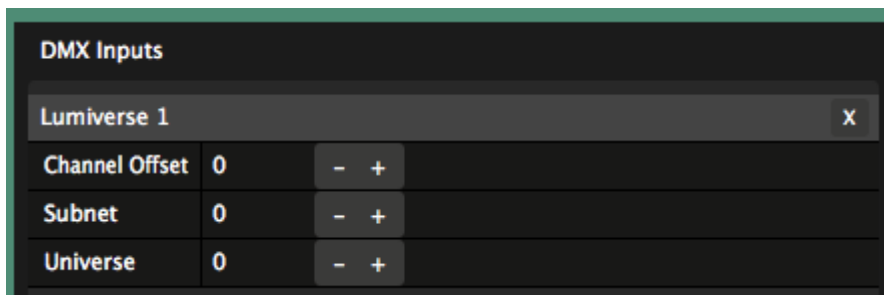 DMX Inputs
Lumiverse 1 X
Channel Offset 0 - +
Subnet 0 - +
Universe 0 - +